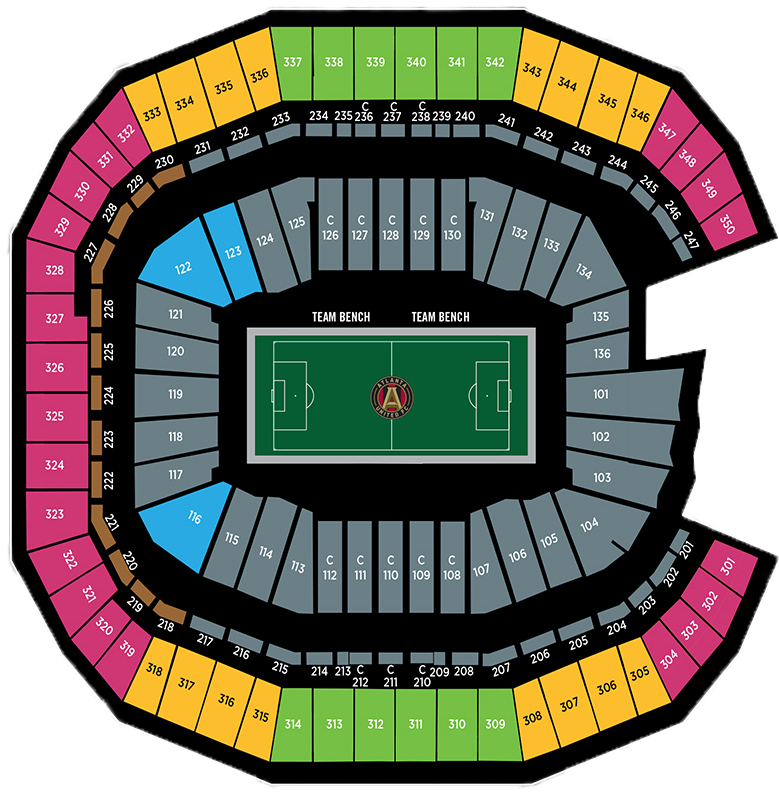 337 338 339 340 341 342
333 334 335 336
343 344 345 346
332 331 330 329
347 348 349 350
C C C
233 234 235 236 237 238 239 240 241
232 231 230 229 228 227
242 243 244 245 246 247
122 123 124 125
C C C C C
126 127 128 129 130
131 132 133 134
328 327 326 325 324 323
226 225 224 223 222
121 120 119 118 117
TEAM BENCH TEAM BENCH
ATLANTA
A
UNITED FC
135 136 101 102 103
116 115 114 113
C C C C C
112 111 110 109 108
107 106 105 104
221 220 219 218 217 216 215
214 213 C C C 209 208
212 211 210
207 206 205 204 203 202 201
322 321 320 319
318 317 316 315
314 313 312 311 310 309
308 307 306 305
304 303 302 301